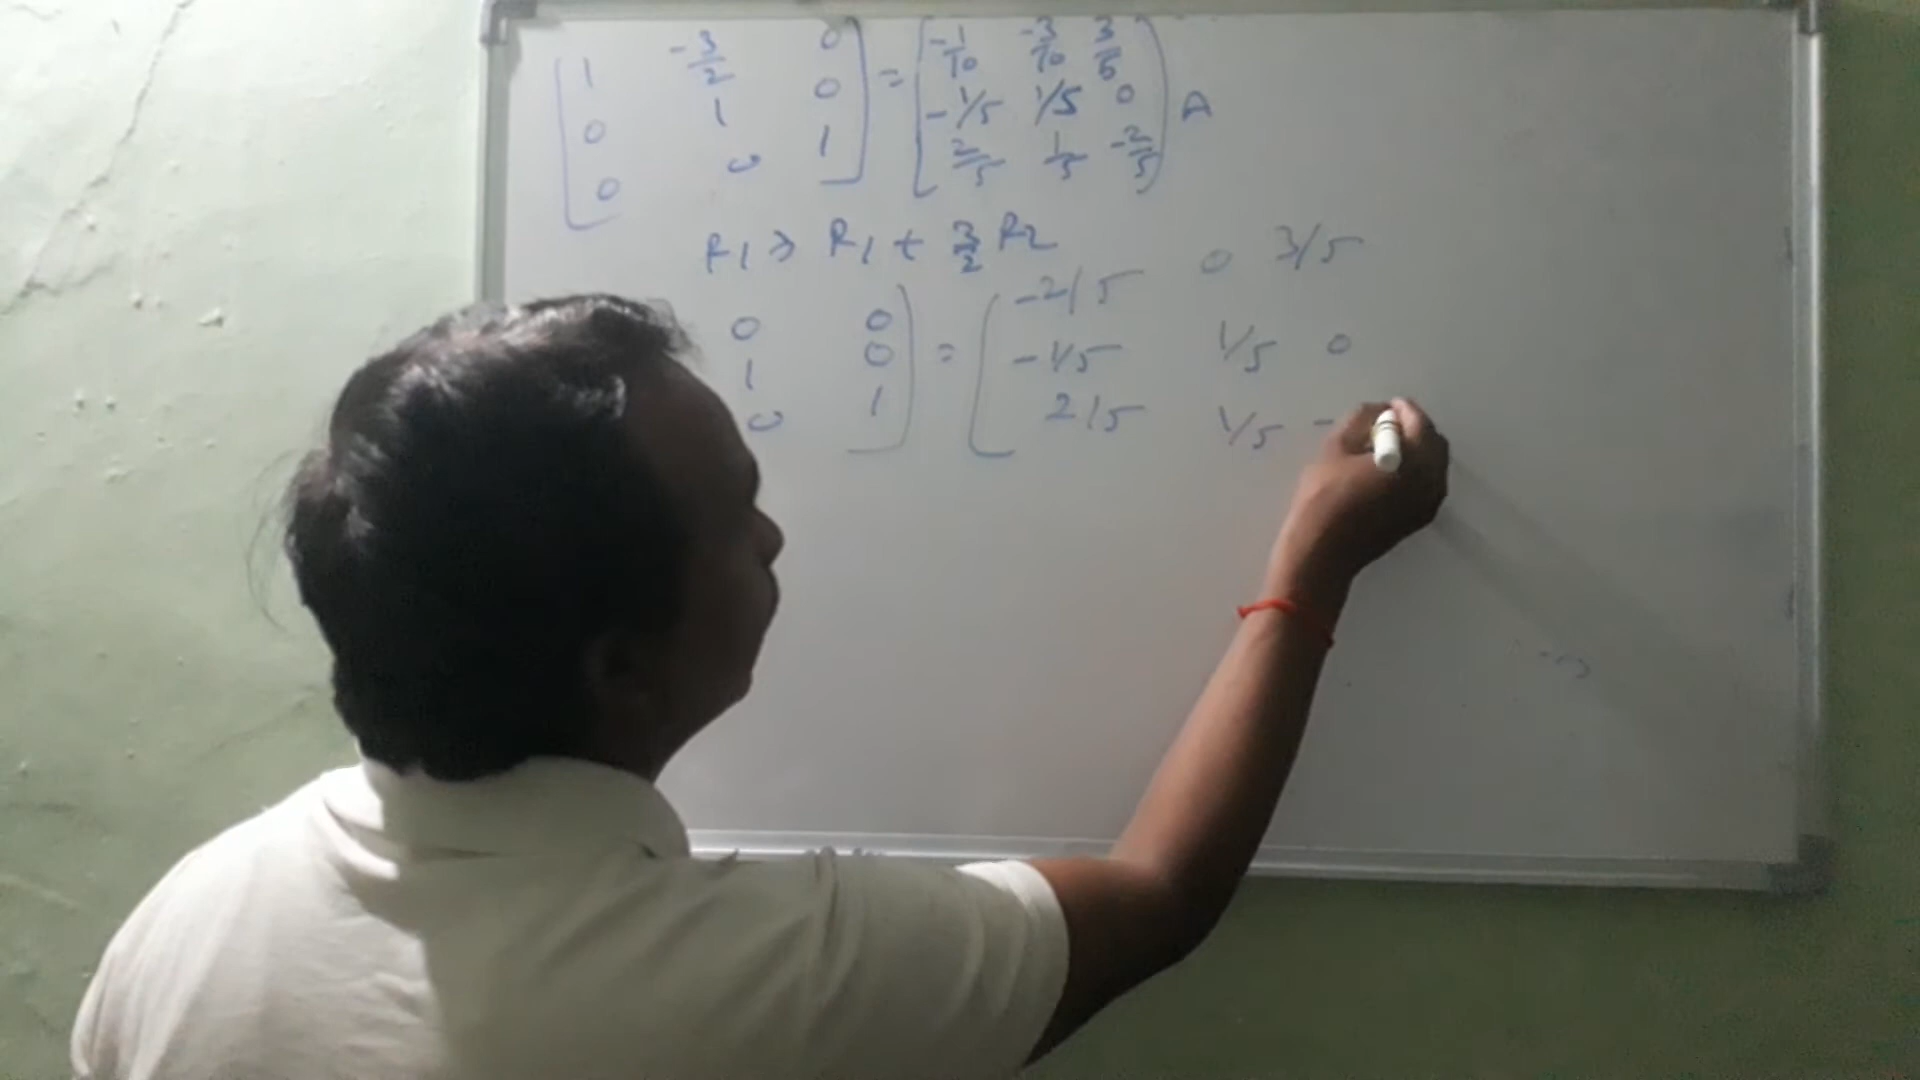 1 -3/2 0 = -1/10 -3/10 3/5
0 1 0 -1/5 1/5 0 A
0 0 1 2/5 1/5 -2/5
R1 → R1 + 3/2 R2
0 0 = -2/5 0 3/5
1 0 -1/5 1/5 0
0 1 2/5 1/5 -